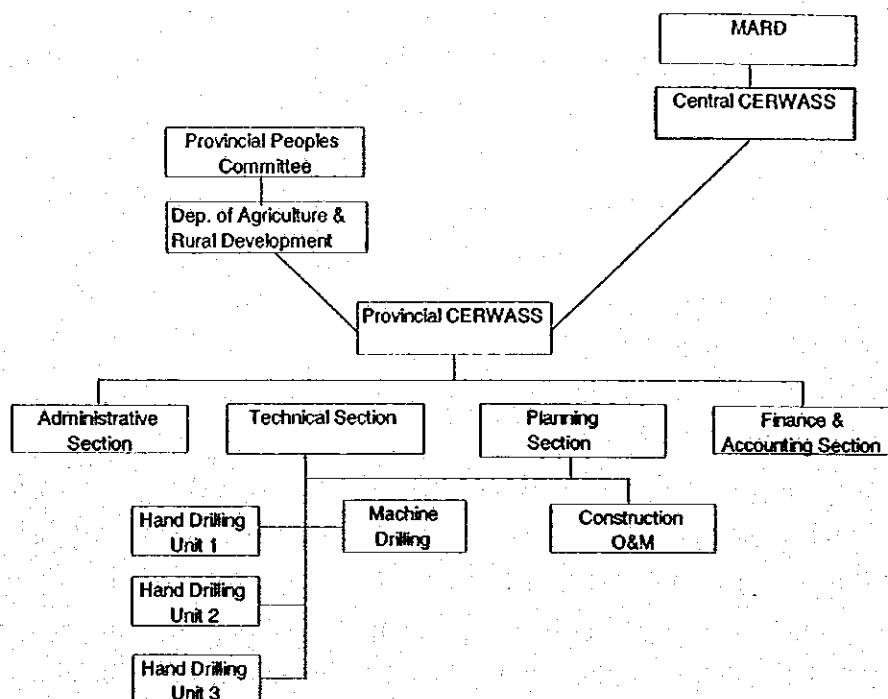 MARD
Central CERWASS
Provincial Peoples
Committee
Dep. of Agriculture &
Rural Development
Provincial CERWASS
Administrative
Section
Technical Section
Planning
Section
Finance &
Accounting Section
Hand Drilling
Unit 1
Machine
Drilling
Construction
O&M
Hand Drilling
Unit 2
Hand Drilling
Unit 3